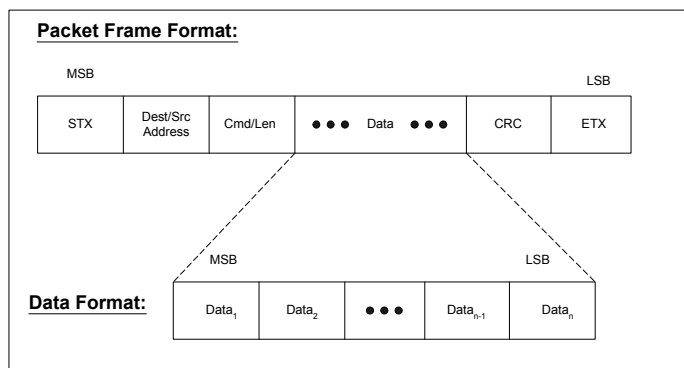 Packet Frame Format:
MSB
LSB
STX
Dest/Src
Address
Cmd/Len
●●● Data ●●●
CRC
ETX
MSB
LSB
Data Format:
Data1
Data2
●●●
Datan-1
Datan